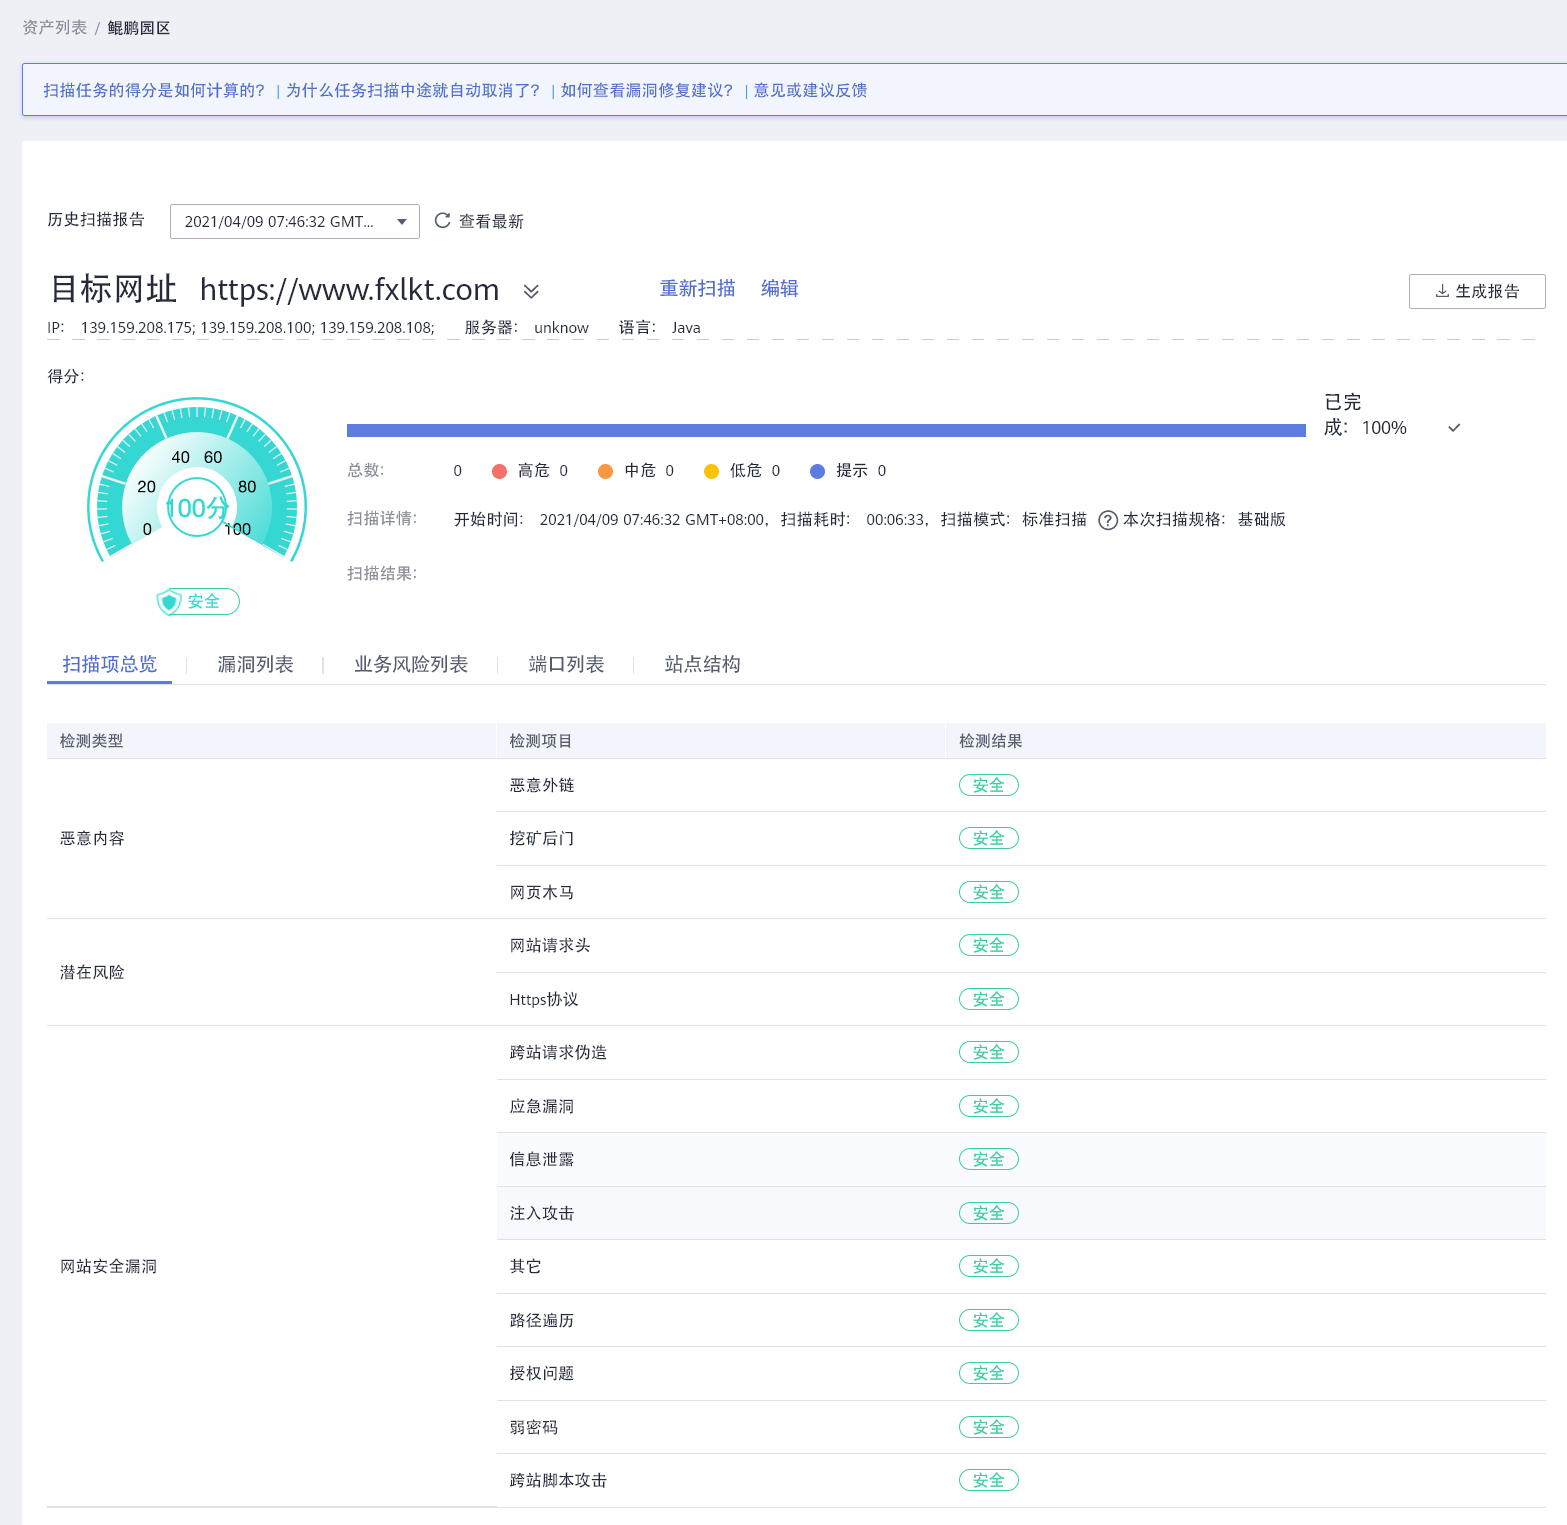 资产列表 / 鲲鹏园区
扫描任务的得分是如何计算的? | 为什么任务扫描中途就自动取消了? | 如何查看漏洞修复建议? | 意见或建议反馈
历史扫描报告 2021/04/09 07:46:32 GMT... 查看最新
目标网址 https://www.fxlkt.com 重新扫描 编辑 生成报告
IP: 139.159.208.175; 139.159.208.100; 139.159.208.108; 服务器: unknow 语言: Java
得分:
已完
成: 100%
40 60
20 80
100分
0 100
安全
总数: 0 高危 0 中危 0 低危 0 提示 0
扫描详情: 开始时间: 2021/04/09 07:46:32 GMT+08:00, 扫描耗时: 00:06:33, 扫描模式: 标准扫描 ? 本次扫描规格: 基础版
扫描结果:
扫描项总览 | 漏洞列表 | 业务风险列表 | 端口列表 | 站点结构
检测类型 检测项目 检测结果
恶意外链 安全
恶意内容 挖矿后门 安全
网页木马 安全
网站请求头 安全
潜在风险
Https协议 安全
跨站请求伪造 安全
应急漏洞 安全
信息泄露 安全
注入攻击 安全
网站安全漏洞 其它 安全
路径遍历 安全
授权问题 安全
弱密码 安全
跨站脚本攻击 安全